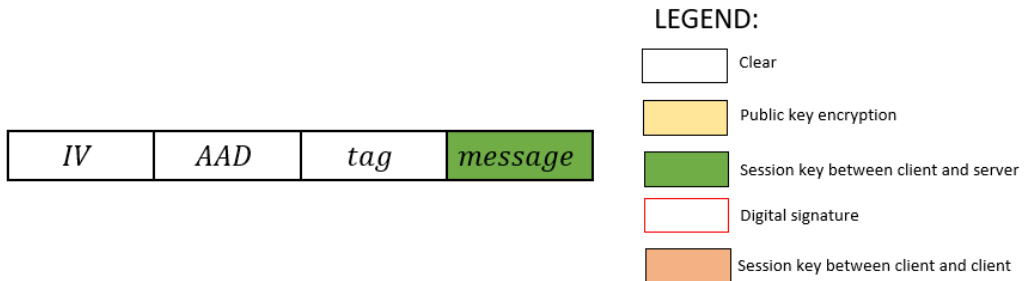 LEGEND:
Clear
Public key encryption
IV AAD tag message
Session key between client and server
Digital signature
Session key between client and client